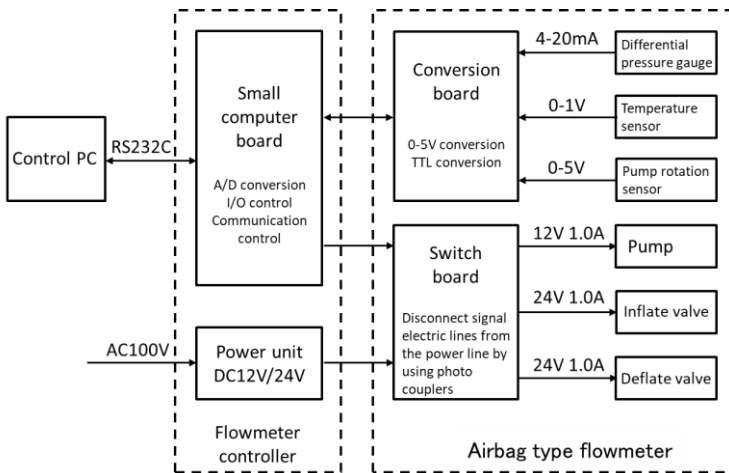 Control PC
RS232C
Small
computer
board
A/D conversion
I/O control
Communication
control
AC100V
Power unit
DC12V/24V
Flowmeter
controller
Conversion
board
0-5V conversion
TTL conversion
4-20mA
Differential
pressure gauge
0-1V
Temperature
sensor
0-5V
Pump rotation
sensor
Switch
board
Disconnect signal
electric lines from
the power line by
using photo
couplers
12V 1.0A
Pump
24V 1.0A
Inflate valve
24V 1.0A
Deflate valve
Airbag type flowmeter